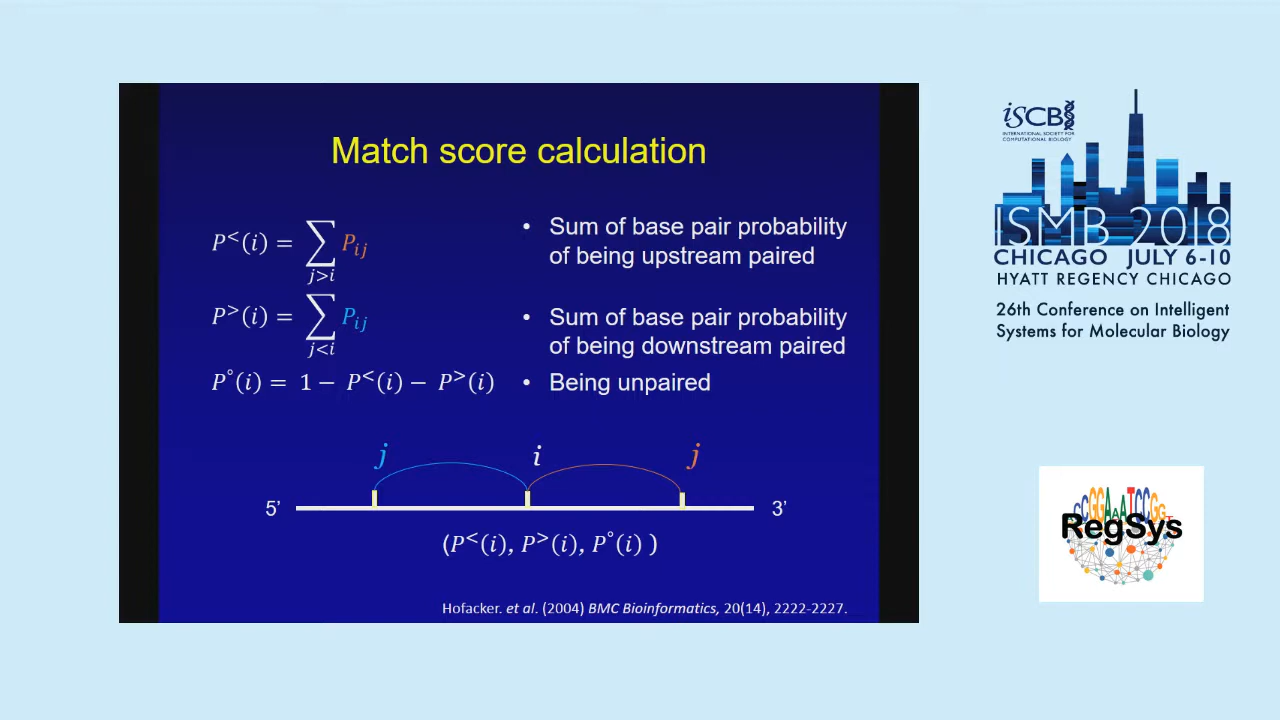 Match score calculation
P<(i) = ∑ j>i P_ij
• Sum of base pair probability
of being upstream paired
P>(i) = ∑ j<i P_ij
• Sum of base pair probability
of being downstream paired
P°(i) = 1 − P<(i) − P>(i)
• Being unpaired
j i j
5' 3'
(P<(i), P>(i), P°(i) )
Hofacker. et al. (2004) BMC Bioinformatics, 20(14), 2222-2227.
iSCB
INTERNATIONAL SOCIETY FOR
COMPUTATIONAL BIOLOGY
ISMB 2018
CHICAGO JULY 6-10
HYATT REGENCY CHICAGO
26th Conference on Intelligent
Systems for Molecular Biology
RegSys